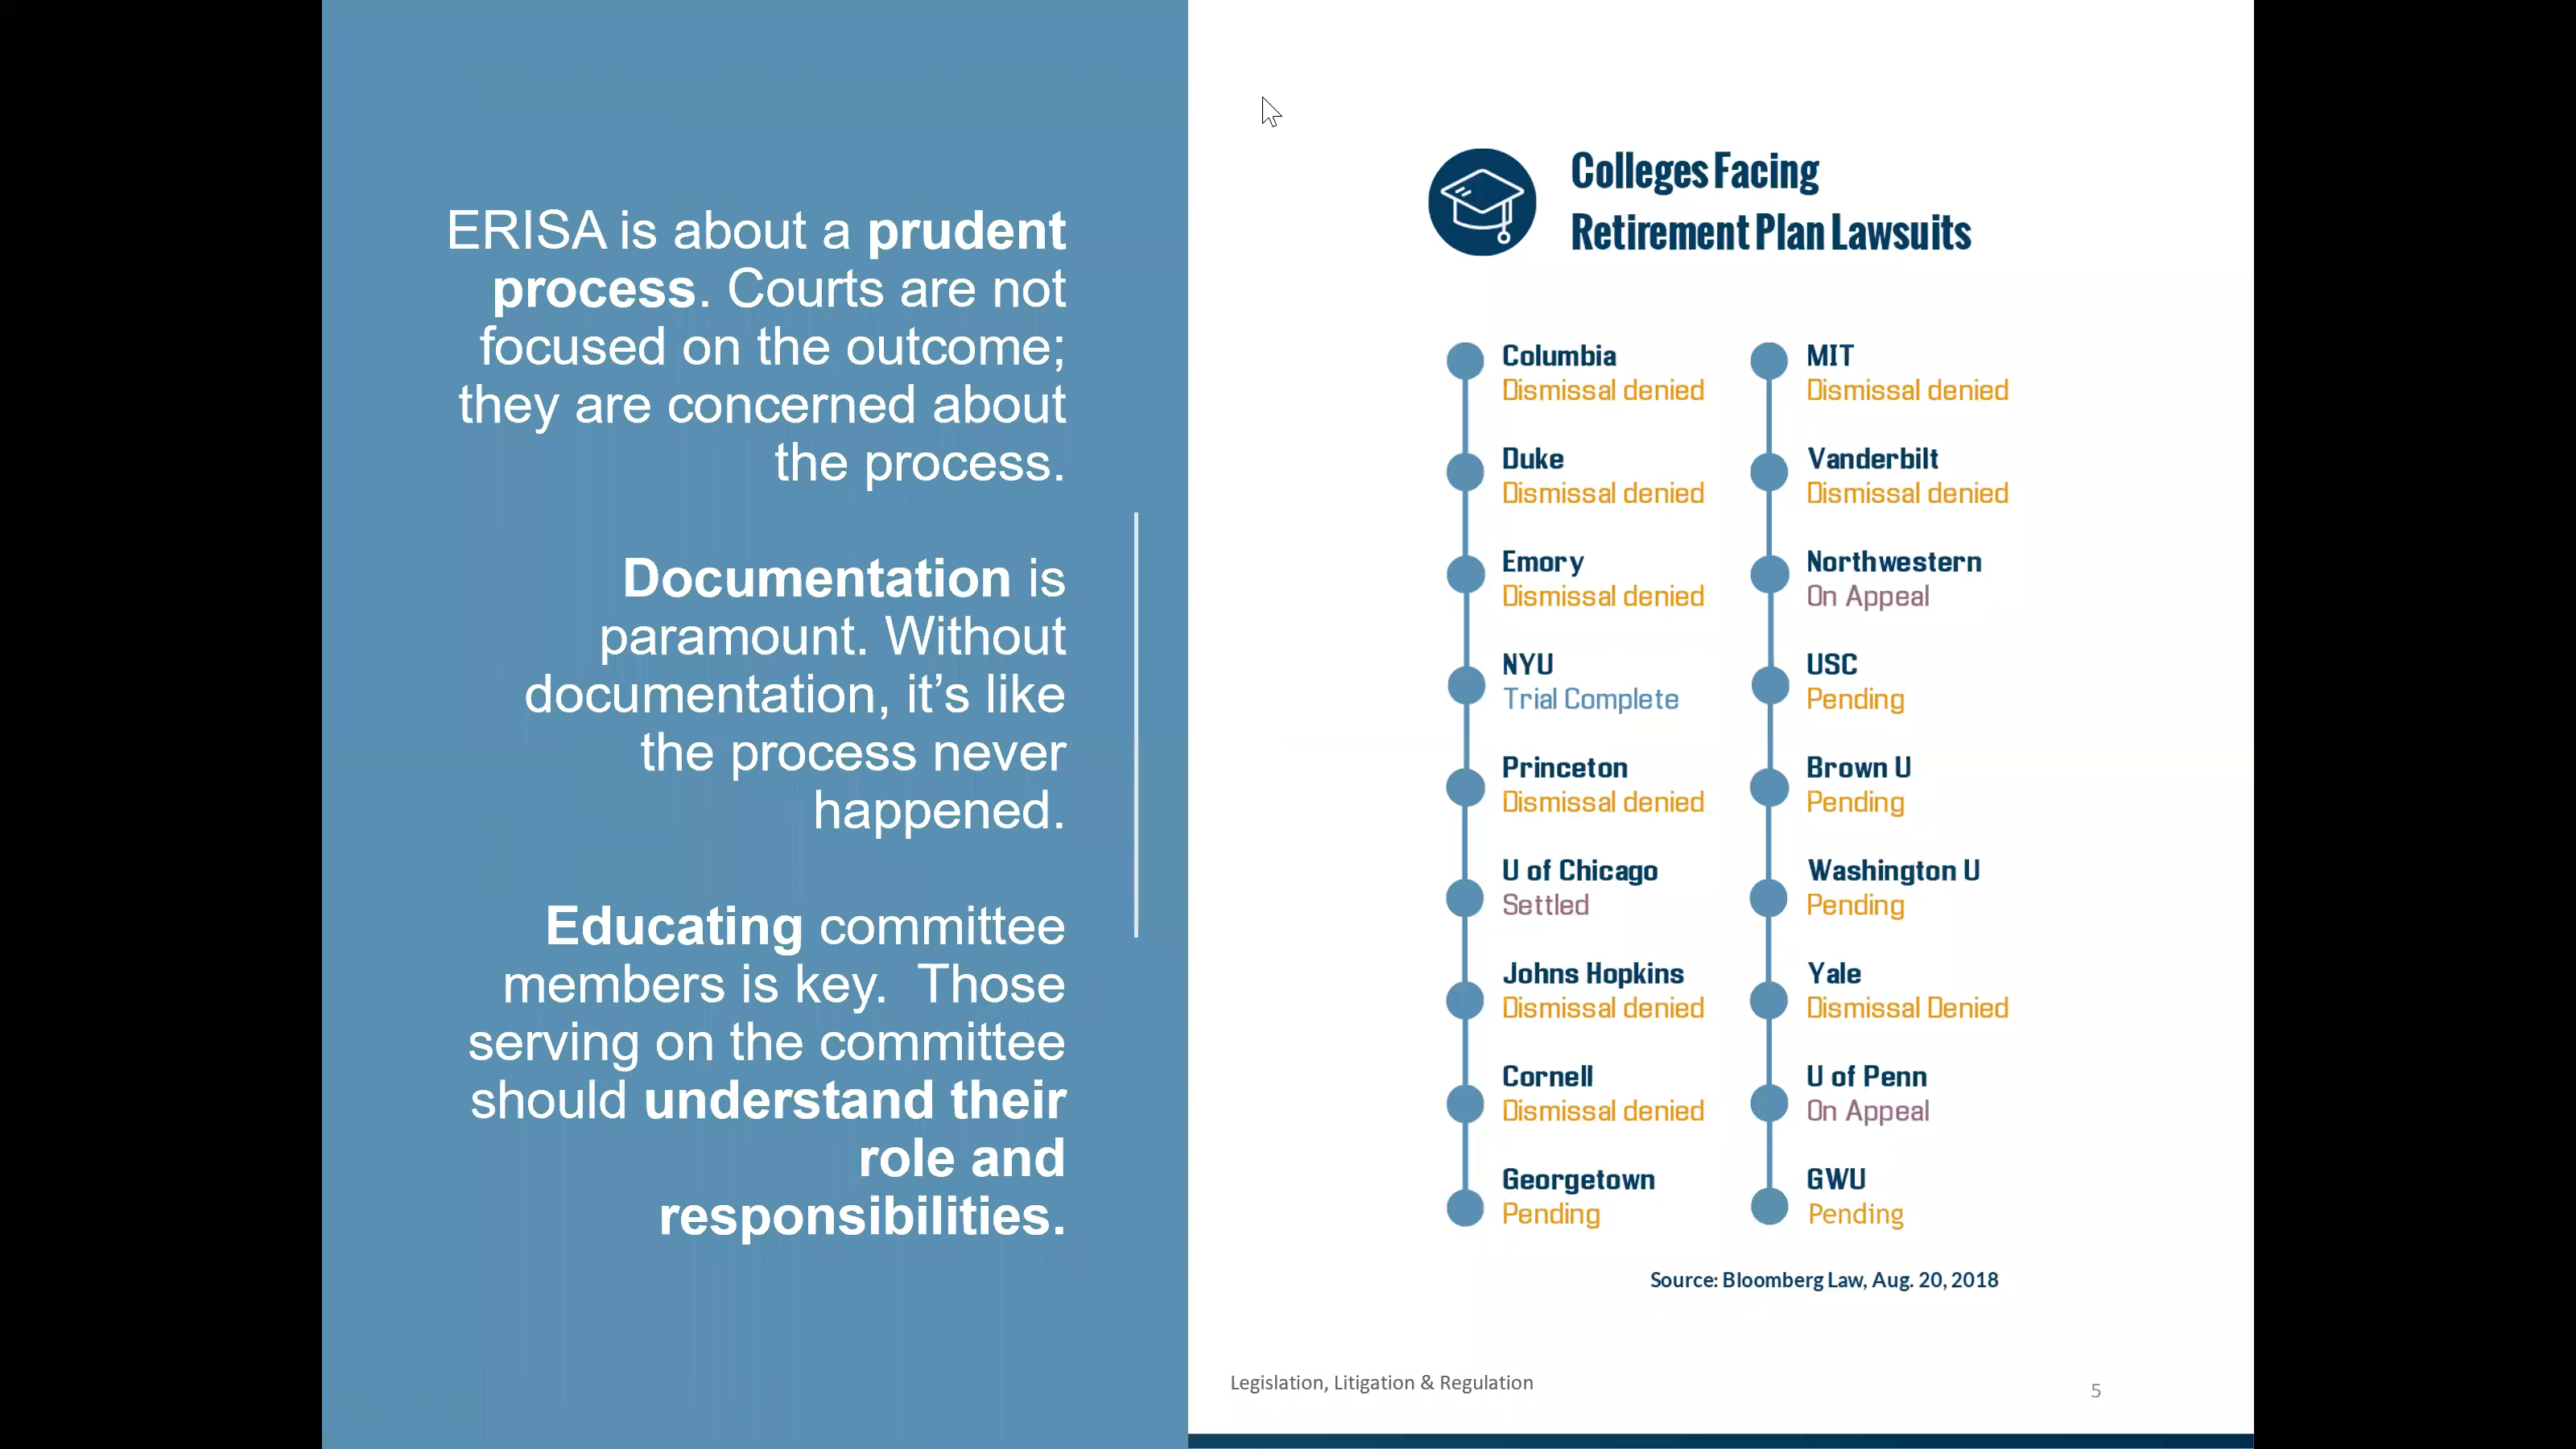 ERISA is about a prudent
process. Courts are not
focused on the outcome;
they are concerned about
the process.
Documentation is
paramount. Without
documentation, it’s like
the process never
happened.
Educating committee
members is key.  Those
serving on the committee
should understand their
role and
responsibilities.
Colleges Facing
Retirement Plan Lawsuits
Columbia
Dismissal denied
Duke
Dismissal denied
Emory
Dismissal denied
NYU
Trial Complete
Princeton
Dismissal denied
U of Chicago
Settled
Johns Hopkins
Dismissal denied
Cornell
Dismissal denied
Georgetown
Pending
MIT
Dismissal denied
Vanderbilt
Dismissal denied
Northwestern
On Appeal
USC
Pending
Brown U
Pending
Washington U
Pending
Yale
Dismissal Denied
U of Penn
On Appeal
GWU
Pending
Source: Bloomberg Law, Aug. 20, 2018
Legislation, Litigation & Regulation
5